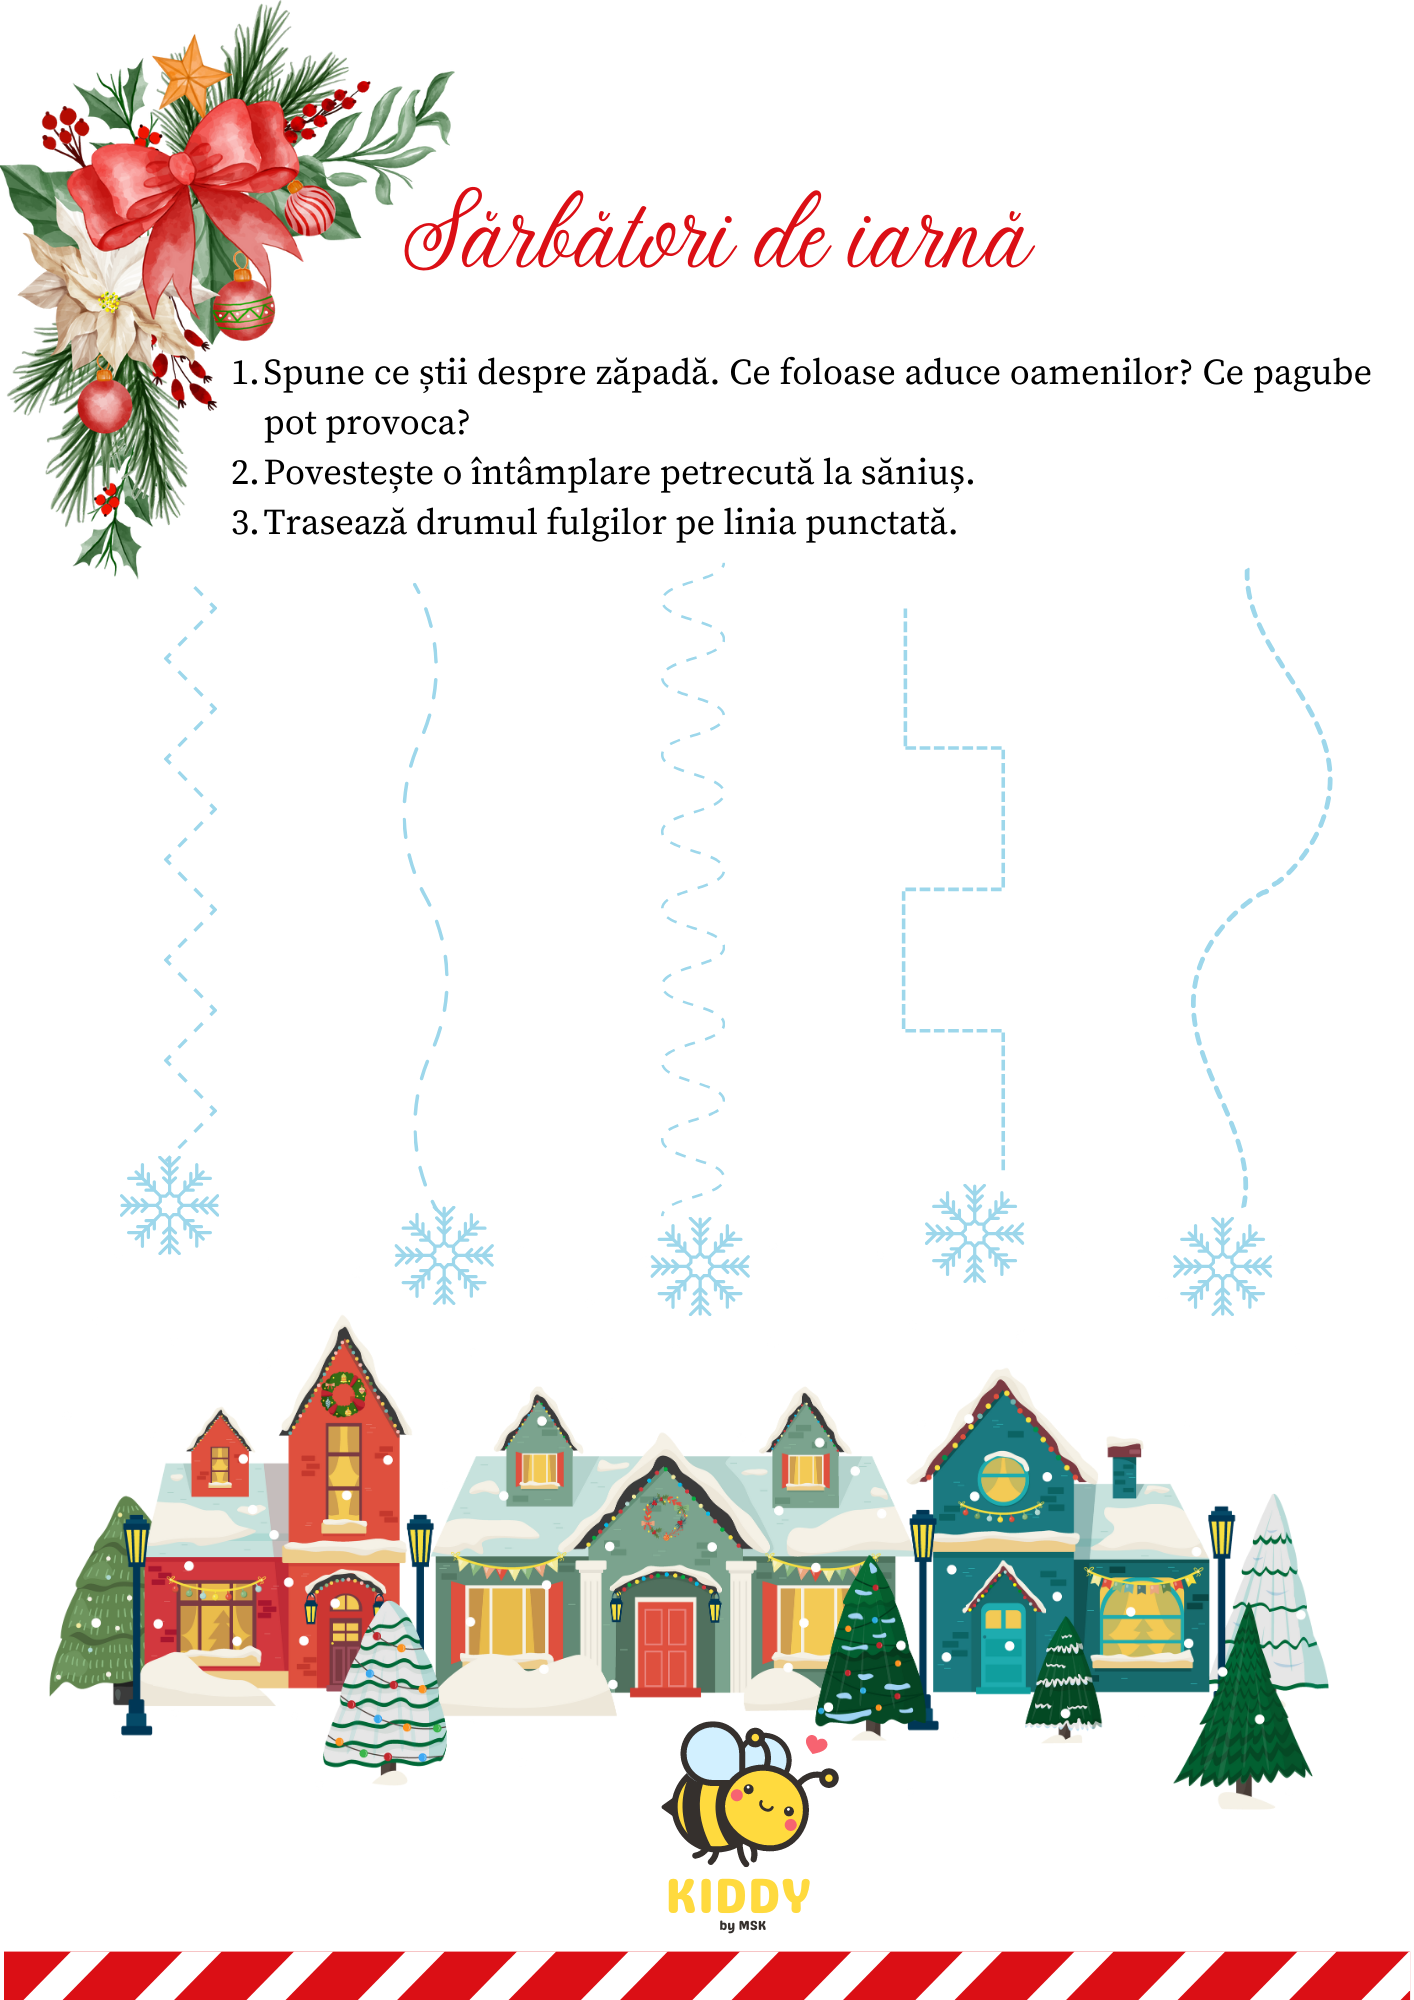 Sărbători de iarnă
1. Spune ce știi despre zăpadă. Ce foloase aduce oamenilor? Ce pagube
pot provoca?
2. Povestește o întâmplare petrecută la săniuș.
3. Trasează drumul fulgilor pe linia punctată.
KIDDY
by MSK